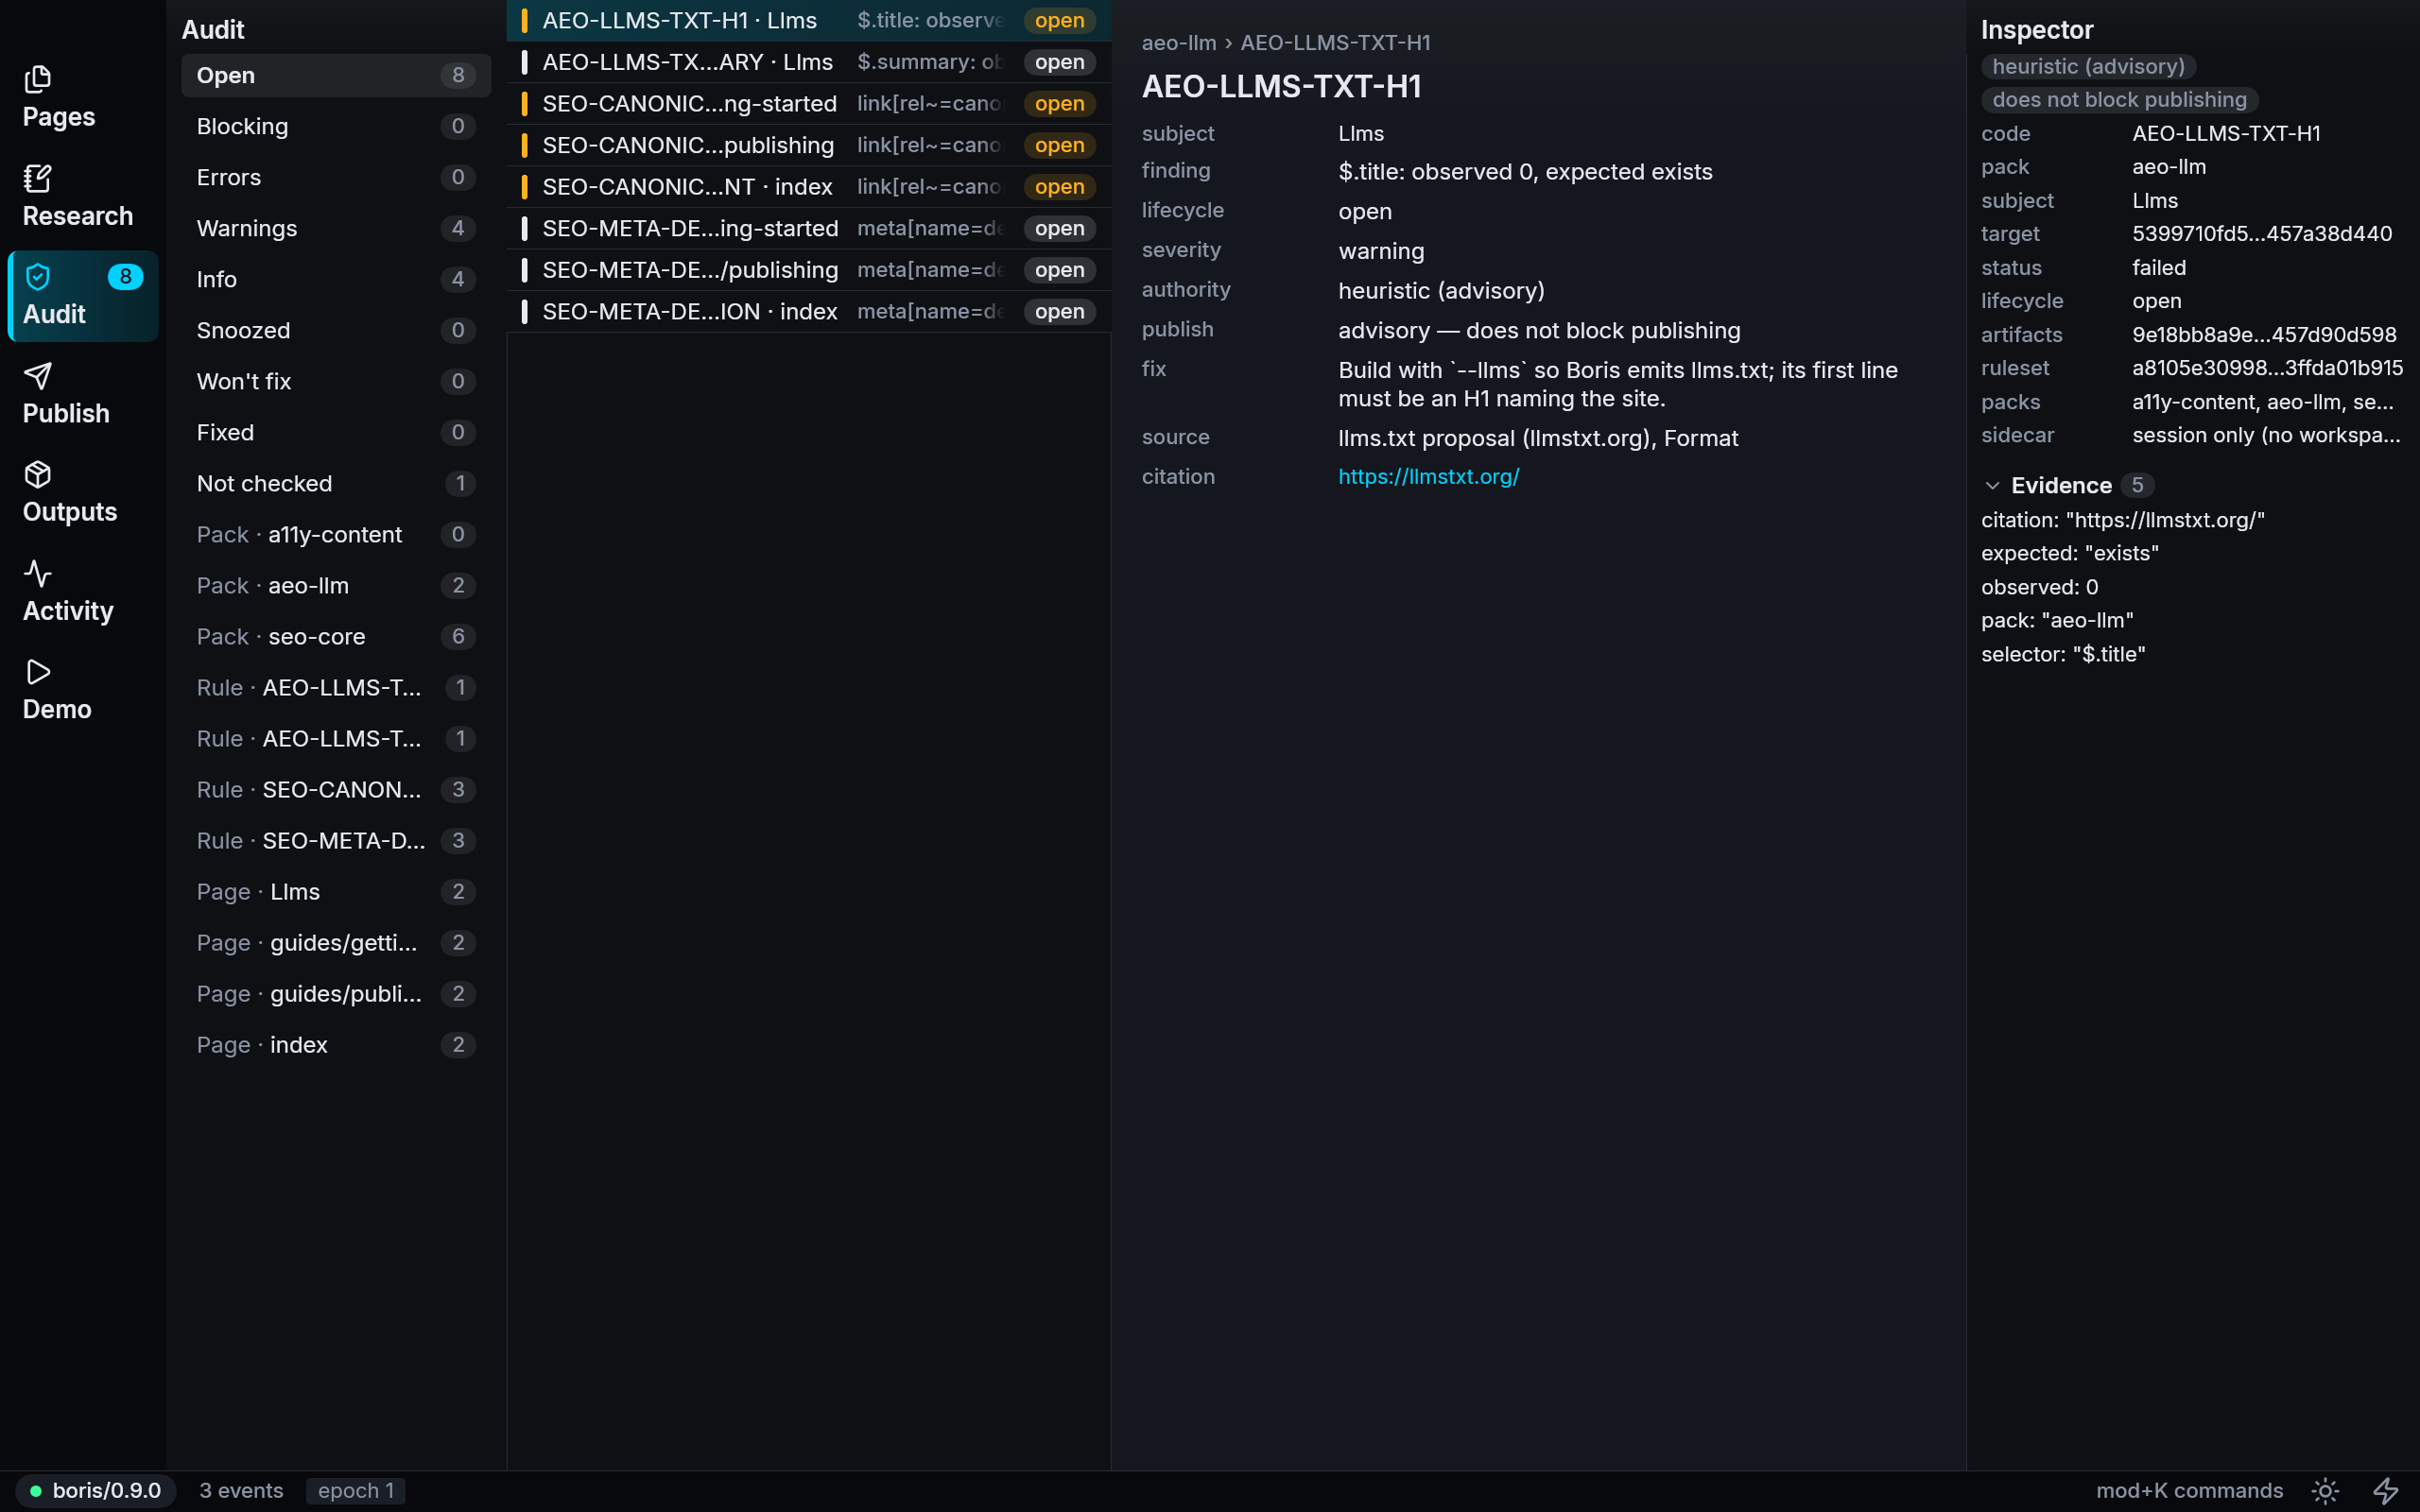 Pages
Research
8
Audit
Publish
Outputs
Activity
Demo
Audit
Open 8
Blocking 0
Errors 0
Warnings 4
Info 4
Snoozed 0
Won't fix 0
Fixed 0
Not checked 1
Pack · a11y-content 0
Pack · aeo-llm 2
Pack · seo-core 6
Rule · AEO-LLMS-T... 1
Rule · AEO-LLMS-T... 1
Rule · SEO-CANON... 3
Rule · SEO-META-D... 3
Page · Llms 2
Page · guides/getti... 2
Page · guides/publi... 2
Page · index 2
AEO-LLMS-TXT-H1 · Llms $.title: observe open
AEO-LLMS-TX...ARY · Llms $.summary: ob open
SEO-CANONIC...ng-started link[rel~=cano open
SEO-CANONIC...publishing link[rel~=cano open
SEO-CANONIC...NT · index link[rel~=cano open
SEO-META-DE...ing-started meta[name=de open
SEO-META-DE.../publishing meta[name=de open
SEO-META-DE...ION · index meta[name=de open
aeo-llm › AEO-LLMS-TXT-H1
AEO-LLMS-TXT-H1
subject Llms
finding $.title: observed 0, expected exists
lifecycle open
severity warning
authority heuristic (advisory)
publish advisory — does not block publishing
fix Build with `--llms` so Boris emits llms.txt; its first line
must be an H1 naming the site.
source llms.txt proposal (llmstxt.org), Format
citation https://llmstxt.org/
Inspector
heuristic (advisory)
does not block publishing
code AEO-LLMS-TXT-H1
pack aeo-llm
subject Llms
target 5399710fd5...457a38d440
status failed
lifecycle open
artifacts 9e18bb8a9e...457d90d598
ruleset a8105e30998...3ffda01b915
packs a11y-content, aeo-llm, se...
sidecar session only (no workspa...
Evidence 5
citation: "https://llmstxt.org/"
expected: "exists"
observed: 0
pack: "aeo-llm"
selector: "$.title"
boris/0.9.0 3 events epoch 1 mod+K commands